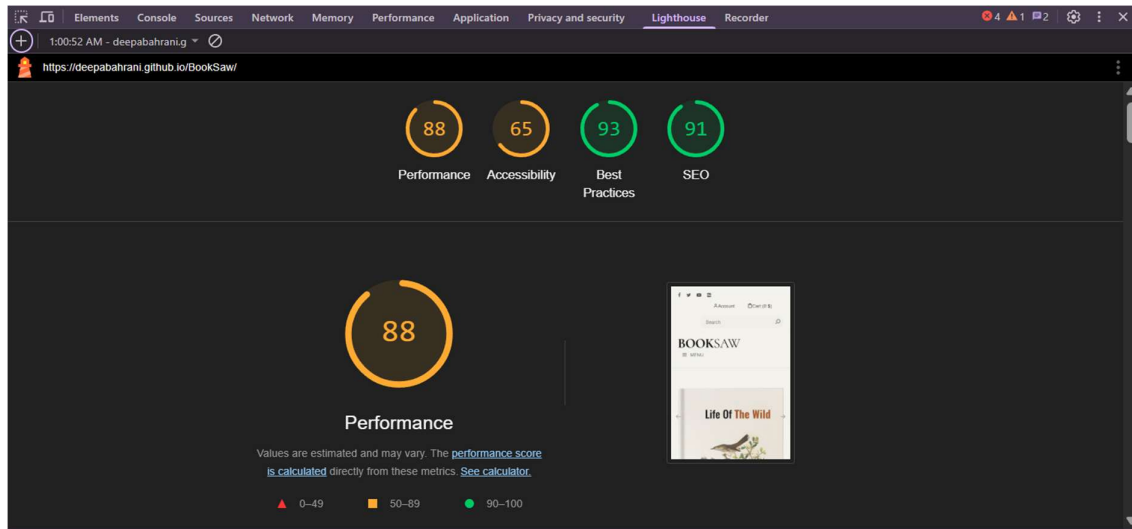 Elements Console Sources Network Memory Performance Application Privacy and security Lighthouse Recorder 4 1 2
1:00:52 AM - deepabahrani.g
https://deepabahrani.github.io/BookSaw/
88 65 93 91
Performance Accessibility Best Practices SEO
88
Performance
Values are estimated and may vary. The performance score
is calculated directly from these metrics. See calculator.
0–49 50–89 90–100
Account Cart:(0 $)
Search
BOOKSAW
MENU
Life Of The Wild